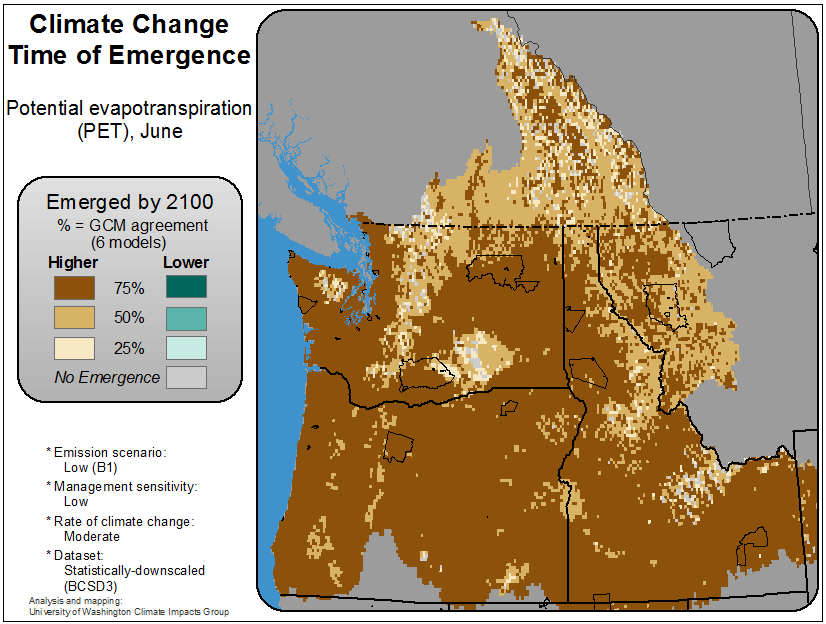 Climate Change
Time of Emergence
Potential evapotranspiration
(PET), June
Emerged by 2100
% = GCM agreement
(6 models)
Higher Lower
75%
50%
25%
No Emergence
* Emission scenario:
Low (B1)
* Management sensitivity:
Low
* Rate of climate change:
Moderate
* Dataset:
Statistically-downscaled
(BCSD3)
Analysis and mapping:
University of Washington Climate Impacts Group